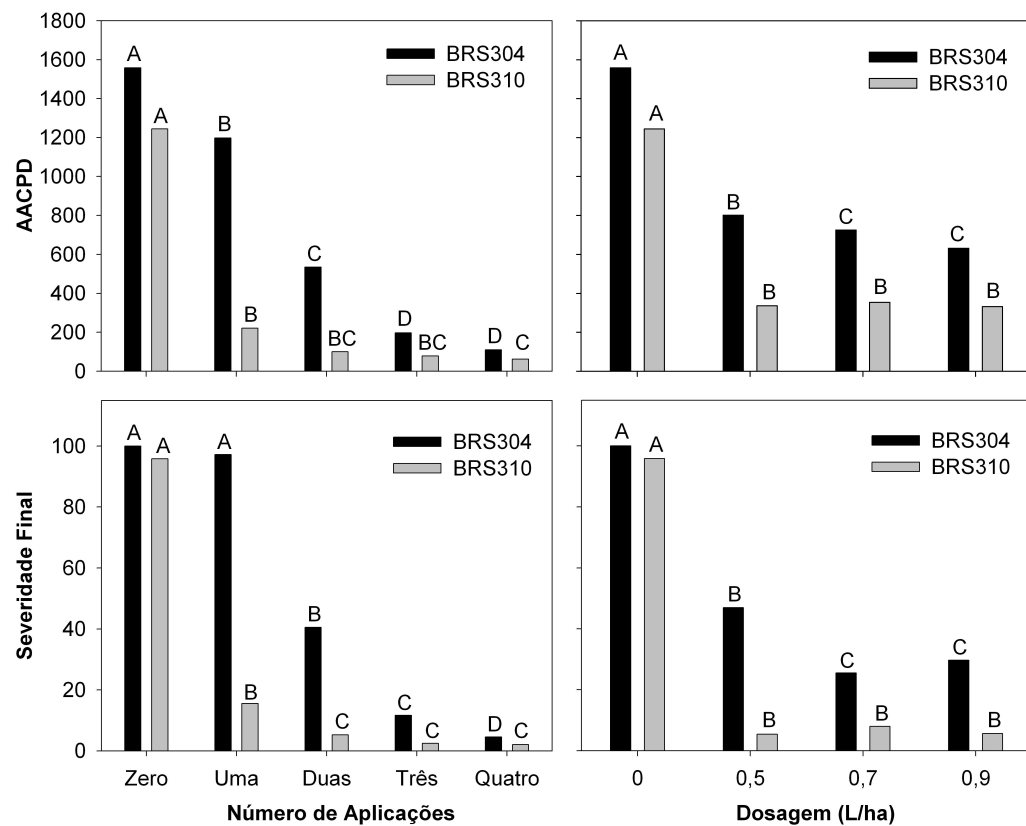 1800
1600
1400
1200
1000
800
600
400
200
0
AACPD
A
A
B
B
C
BC
D
BC
D
C
BRS304
BRS310
A
A
B
B
C
B
C
B
BRS304
BRS310
100
80
60
40
20
0
Severidade Final
A
A
A
B
B
C
C
C
D
C
BRS304
BRS310
Zero
Uma
Duas
Três
Quatro
Número de Aplicações
A
A
B
B
C
B
C
B
BRS304
BRS310
0
0,5
0,7
0,9
Dosagem (L/ha)